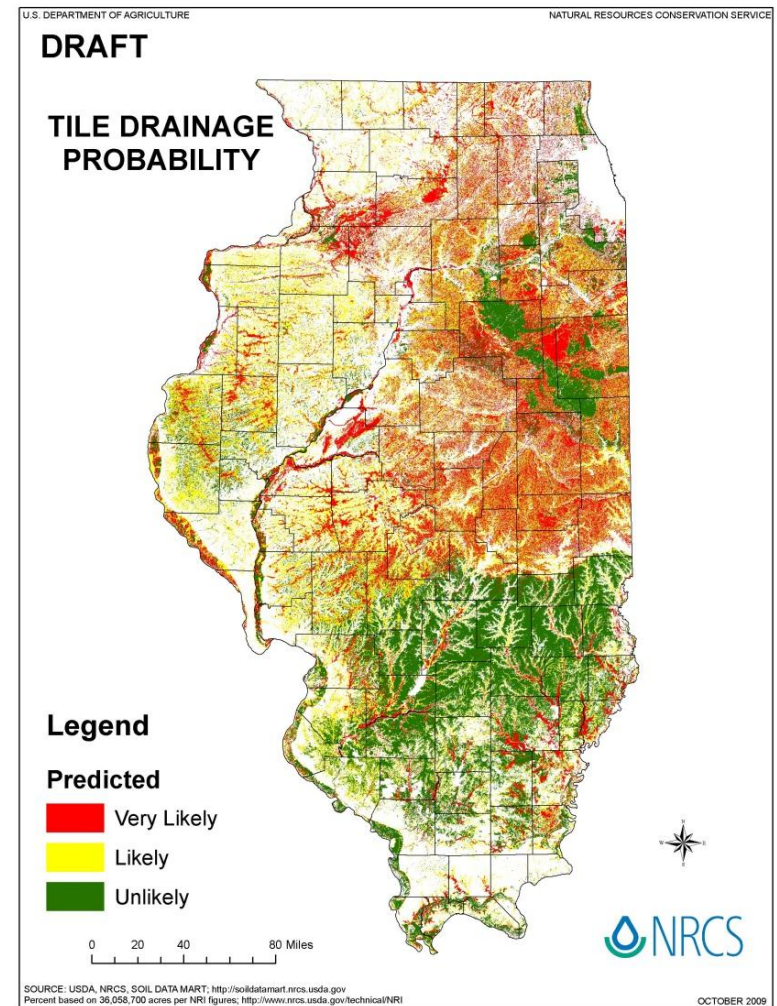 U.S. DEPARTMENT OF AGRICULTURE
NATURAL RESOURCES CONSERVATION SERVICE
DRAFT
TILE DRAINAGE
PROBABILITY
Legend
Predicted
Very Likely
Likely
Unlikely
0 20 40 80 Miles
N
W E
S
NRCS
SOURCE: USDA, NRCS, SOIL DATA MART; http://soildatamart.nrcs.usda.gov
Percent based on 36,058,700 acres per NRI figures; http://www.nrcs.usda.gov/technical/NRI
OCTOBER 2009